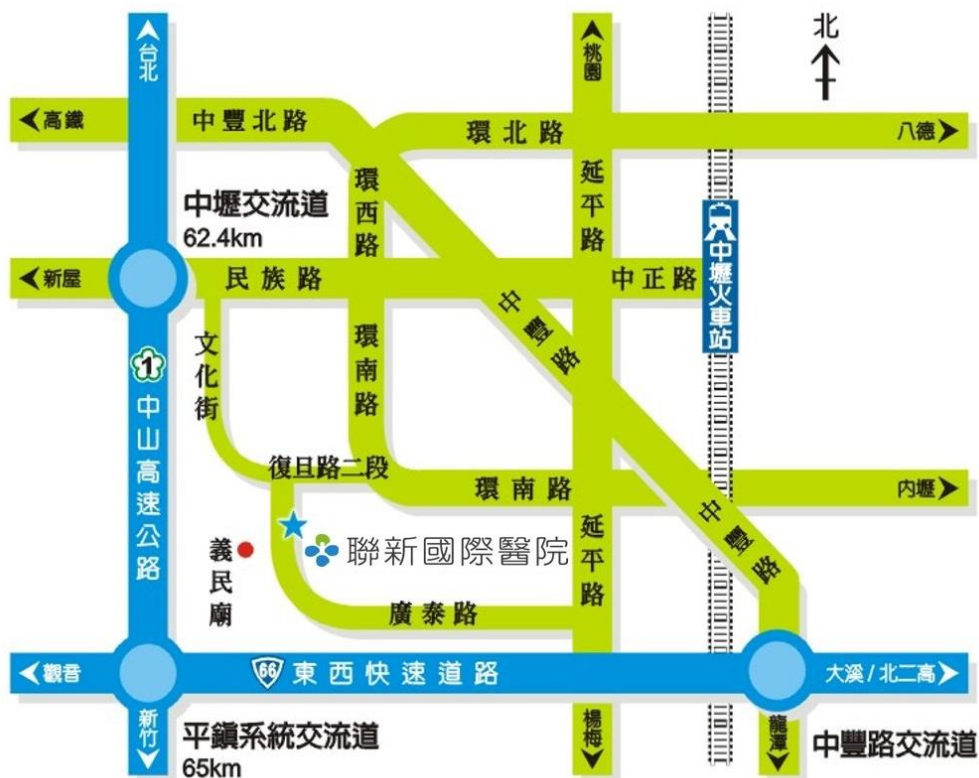 台北
桃園
北
高鐵
中豐北路
環北路
八德
環西路
延平路
中壢交流道
62.4km
新屋
民族路
中正路
中壢火車站
中豐路
文化街
環南路
1
中山高速公路
復旦路二段
環南路
內壢
中豐路
延平路
義民廟
聯新國際醫院
廣泰路
觀音
66
東西快速道路
大溪/北二高
新竹
平鎮系統交流道
65km
楊梅
龍潭
中豐路交流道